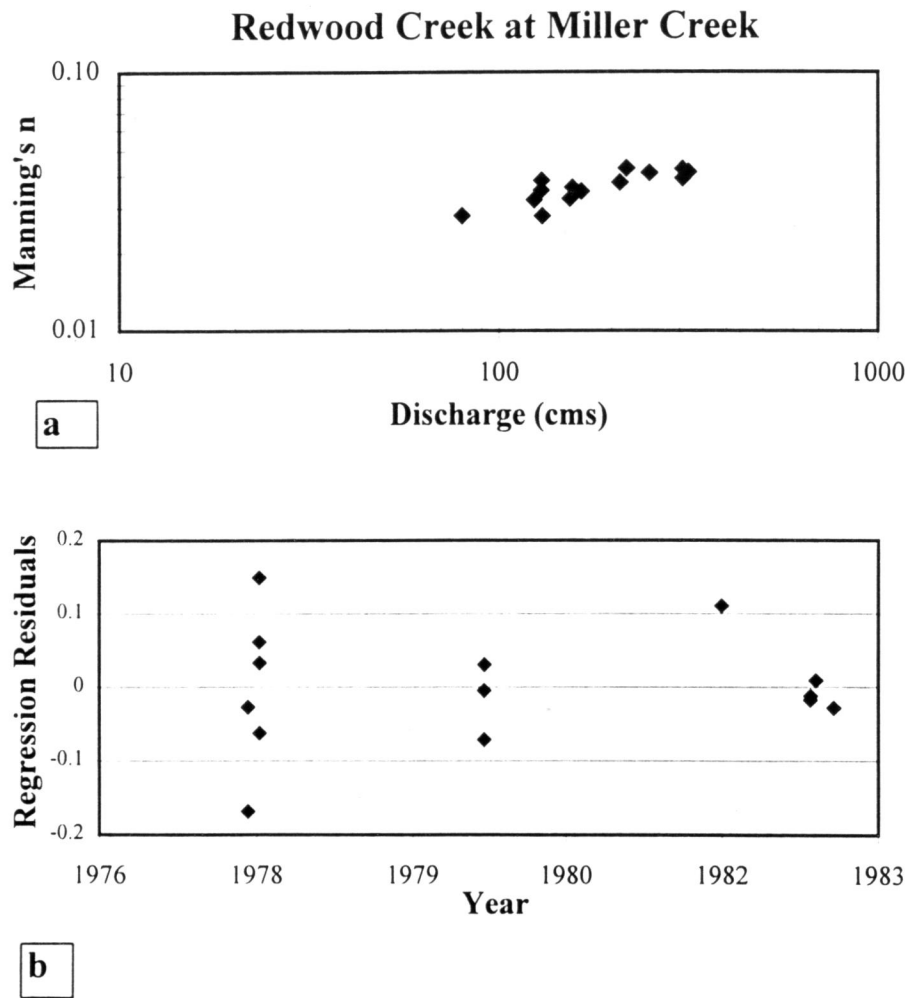 Redwood Creek at Miller Creek
0.10
Manning's n
0.01
10 100 1000
Discharge (cms)
a
0.2
0.1
0
-0.1
-0.2
Regression Residuals
1976 1978 1979 1980 1982 1983
Year
b